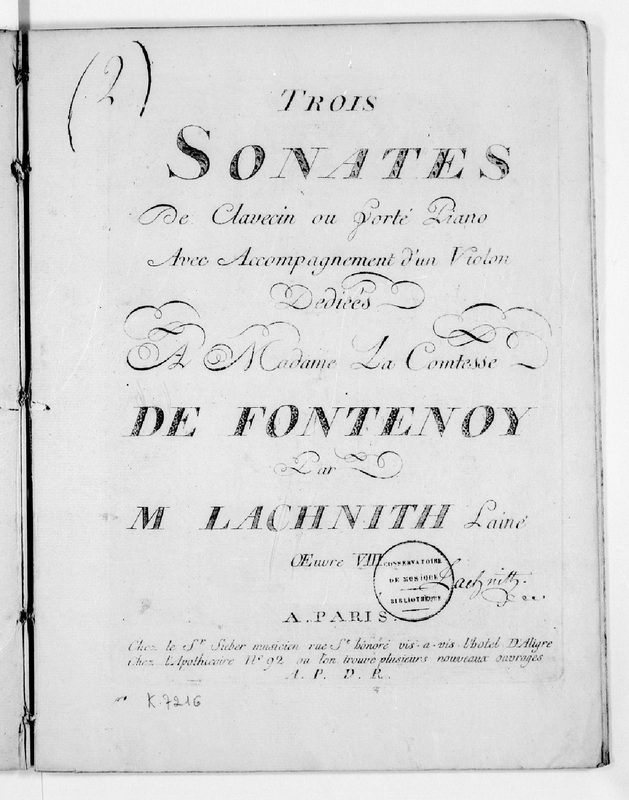 (2)
TROIS
SONATES
De Clavecin ou forté Piano
Avec Accompagnement d'un Violon
Dediées
A Madame La Comtesse
DE FONTENOY
Par
M LACHNITH Lainé
Œuvre VIII
CONSERVATOIRE
DE MUSIQUE
BIBLIOTHÈQUE
Lachnith.
A PARIS.
Chez le Sr. Sieber musicien rue St. honoré vis-a-vis l'hotel D'Aligre
Chez L'Apothecaire No. 92 ou l'on trouve plusieurs nouveaux ouvrages
A. P. D. R.
K. 7216